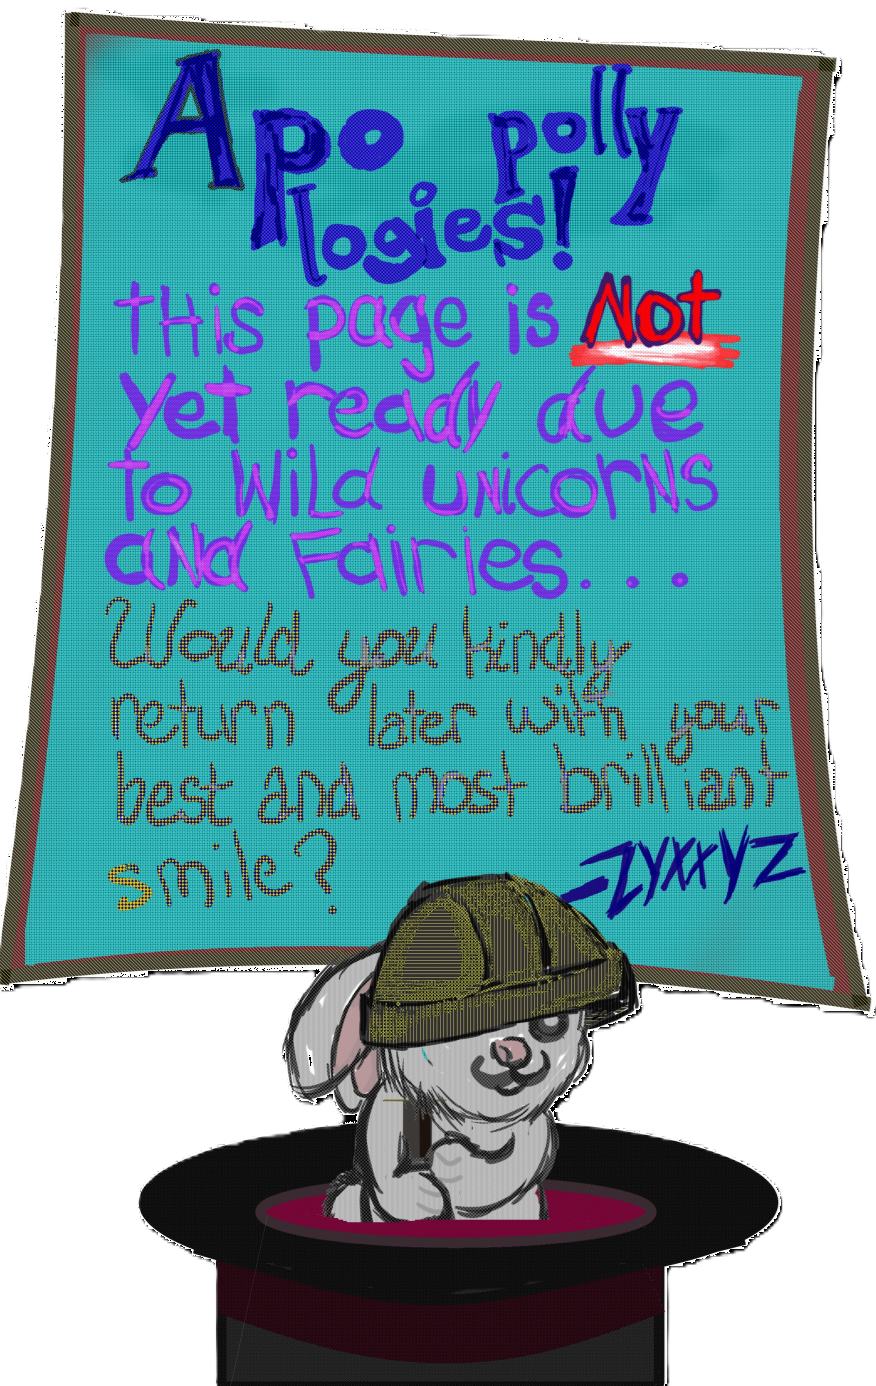 Apo polly
logies!
tHis page is Not
yet ready due
to WiLd uNicorNS
aNd Fairies. . .
Would you kindly
return later with your
best and most brilliant
smile?
-ZYXXYZ